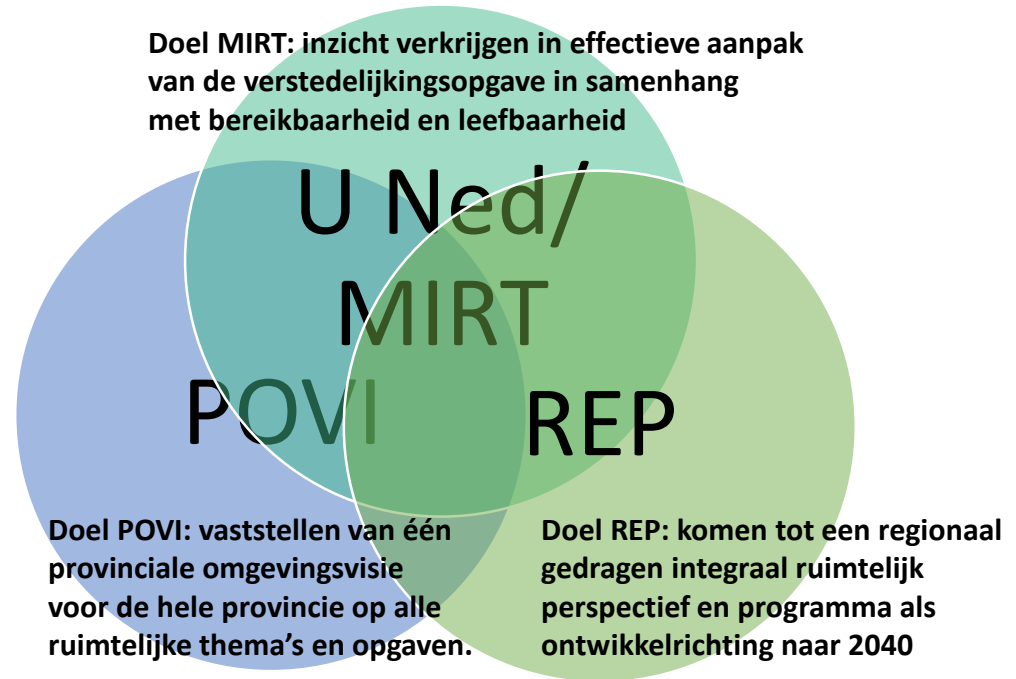 Doel MIRT: inzicht verkrijgen in effectieve aanpak
van de verstedelijkingsopgave in samenhang
met bereikbaarheid en leefbaarheid
U Ned/
MIRT
POVI
REP
Doel POVI: vaststellen van één
provinciale omgevingsvisie
voor de hele provincie op alle
ruimtelijke thema’s en opgaven.
Doel REP: komen tot een regionaal
gedragen integraal ruimtelijk
perspectief en programma als
ontwikkelrichting naar 2040